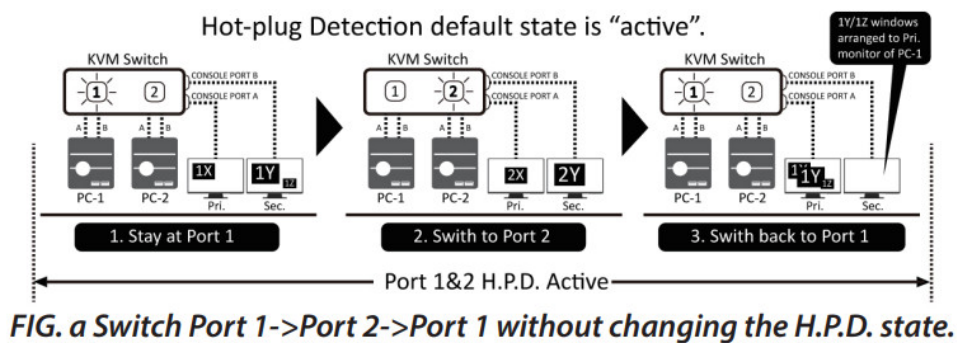 Hot-plug Detection default state is “active”.
1Y/1Z windows
arranged to Pri.
monitor of PC-1
KVM Switch
1 2
CONSOLE PORT B
CONSOLE PORT A
A B A B
PC-1 PC-2
1X
1Y
1Z
Pri. Sec.
1. Stay at Port 1
KVM Switch
1 2
CONSOLE PORT B
CONSOLE PORT A
A B A B
PC-1 PC-2
2X
2Y
Pri. Sec.
2. Swith to Port 2
KVM Switch
1 2
CONSOLE PORT B
CONSOLE PORT A
A B A B
PC-1 PC-2
1Y
1Z
Pri. Sec.
3. Swith back to Port 1
Port 1&2 H.P.D. Active
FIG. a Switch Port 1->Port 2->Port 1 without changing the H.P.D. state.